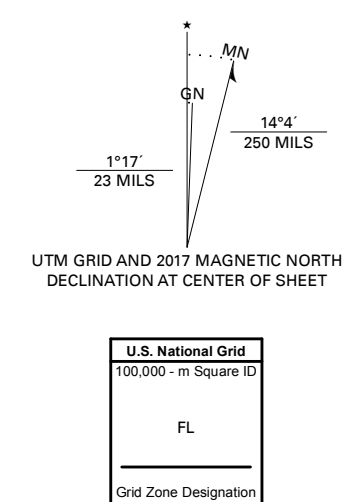 ★
MN
GN
14°4´
250 MILS
1°17´
23 MILS
UTM GRID AND 2017 MAGNETIC NORTH
DECLINATION AT CENTER OF SHEET
U.S. National Grid
100,000 - m Square ID
FL
Grid Zone Designation